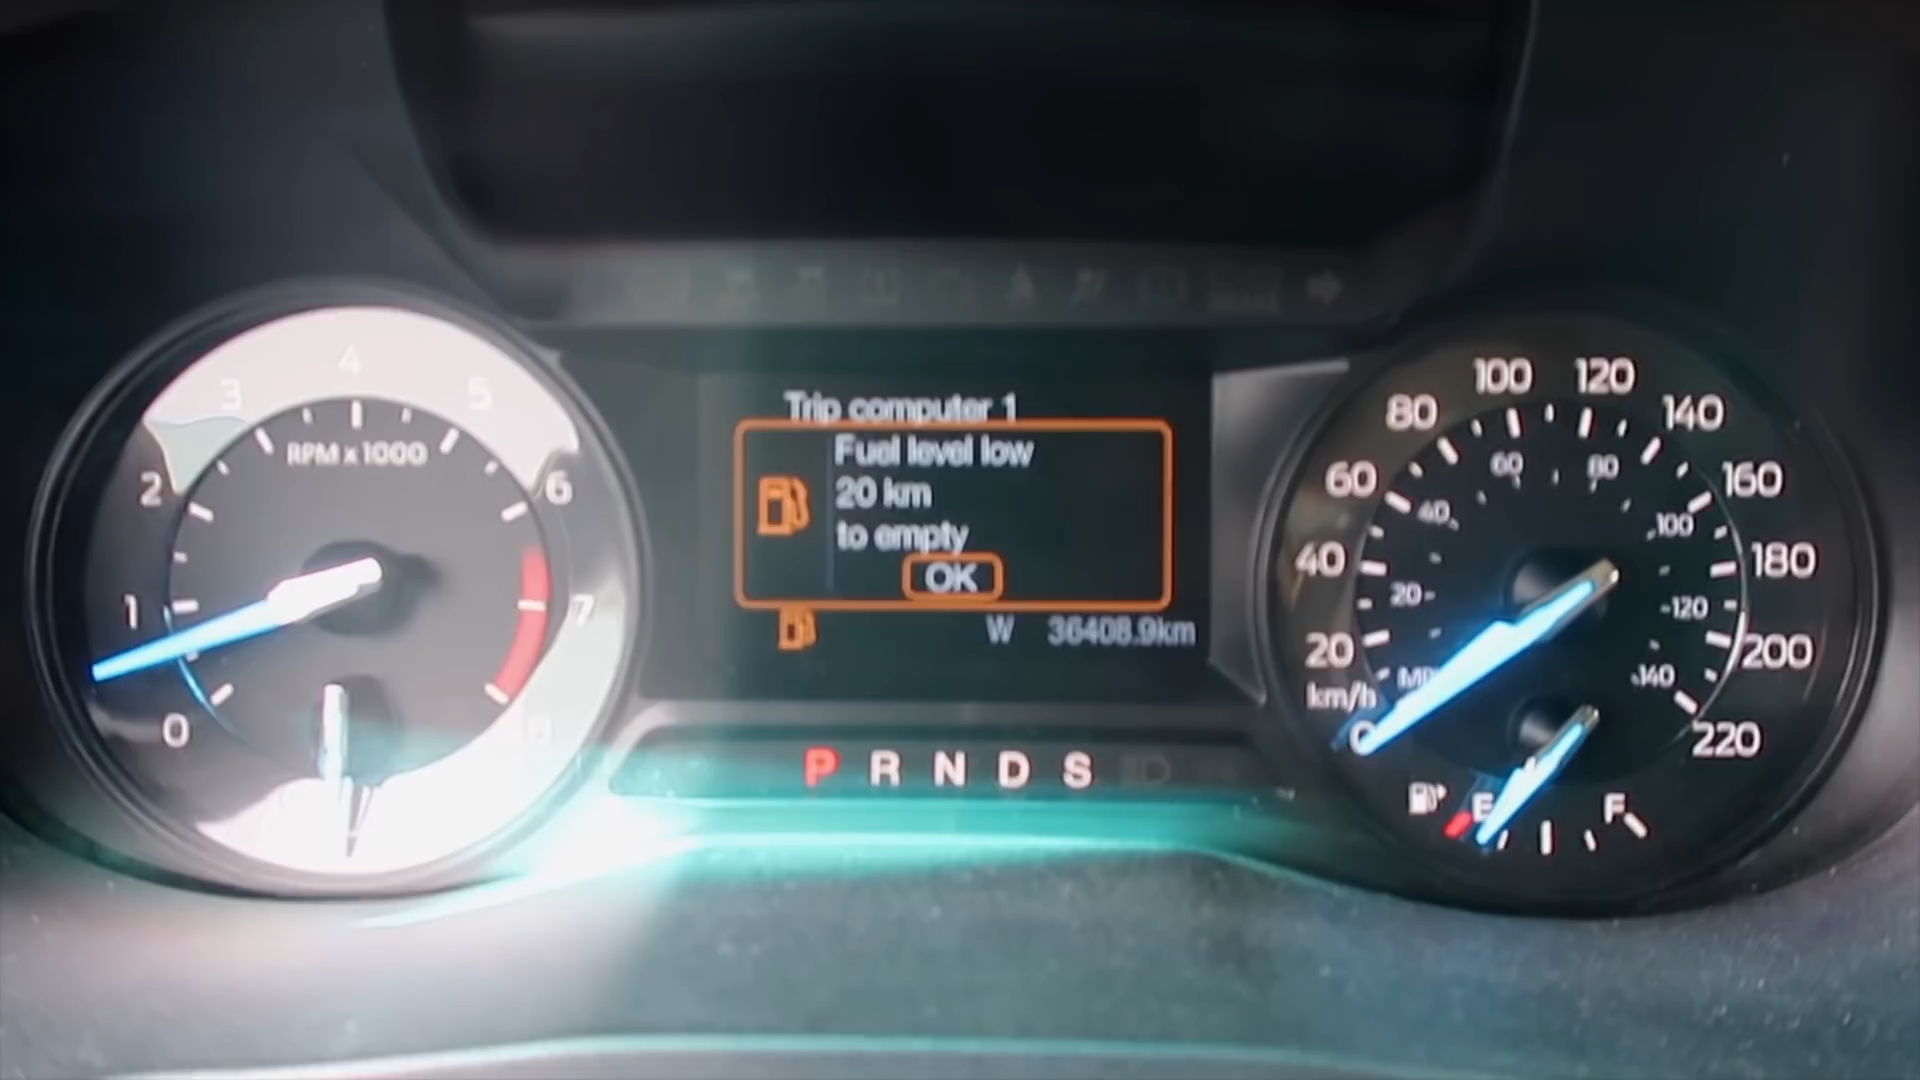 4
3
5
2
6
RPM x 1000
1
7
0
8
Trip computer 1
Fuel level low
20 km
to empty
OK
W 36408.9km
P R N D S
100 120
80 140
60 80
60 160
40 100
40 180
20 120
20 200
140
km/h
0 220
E F